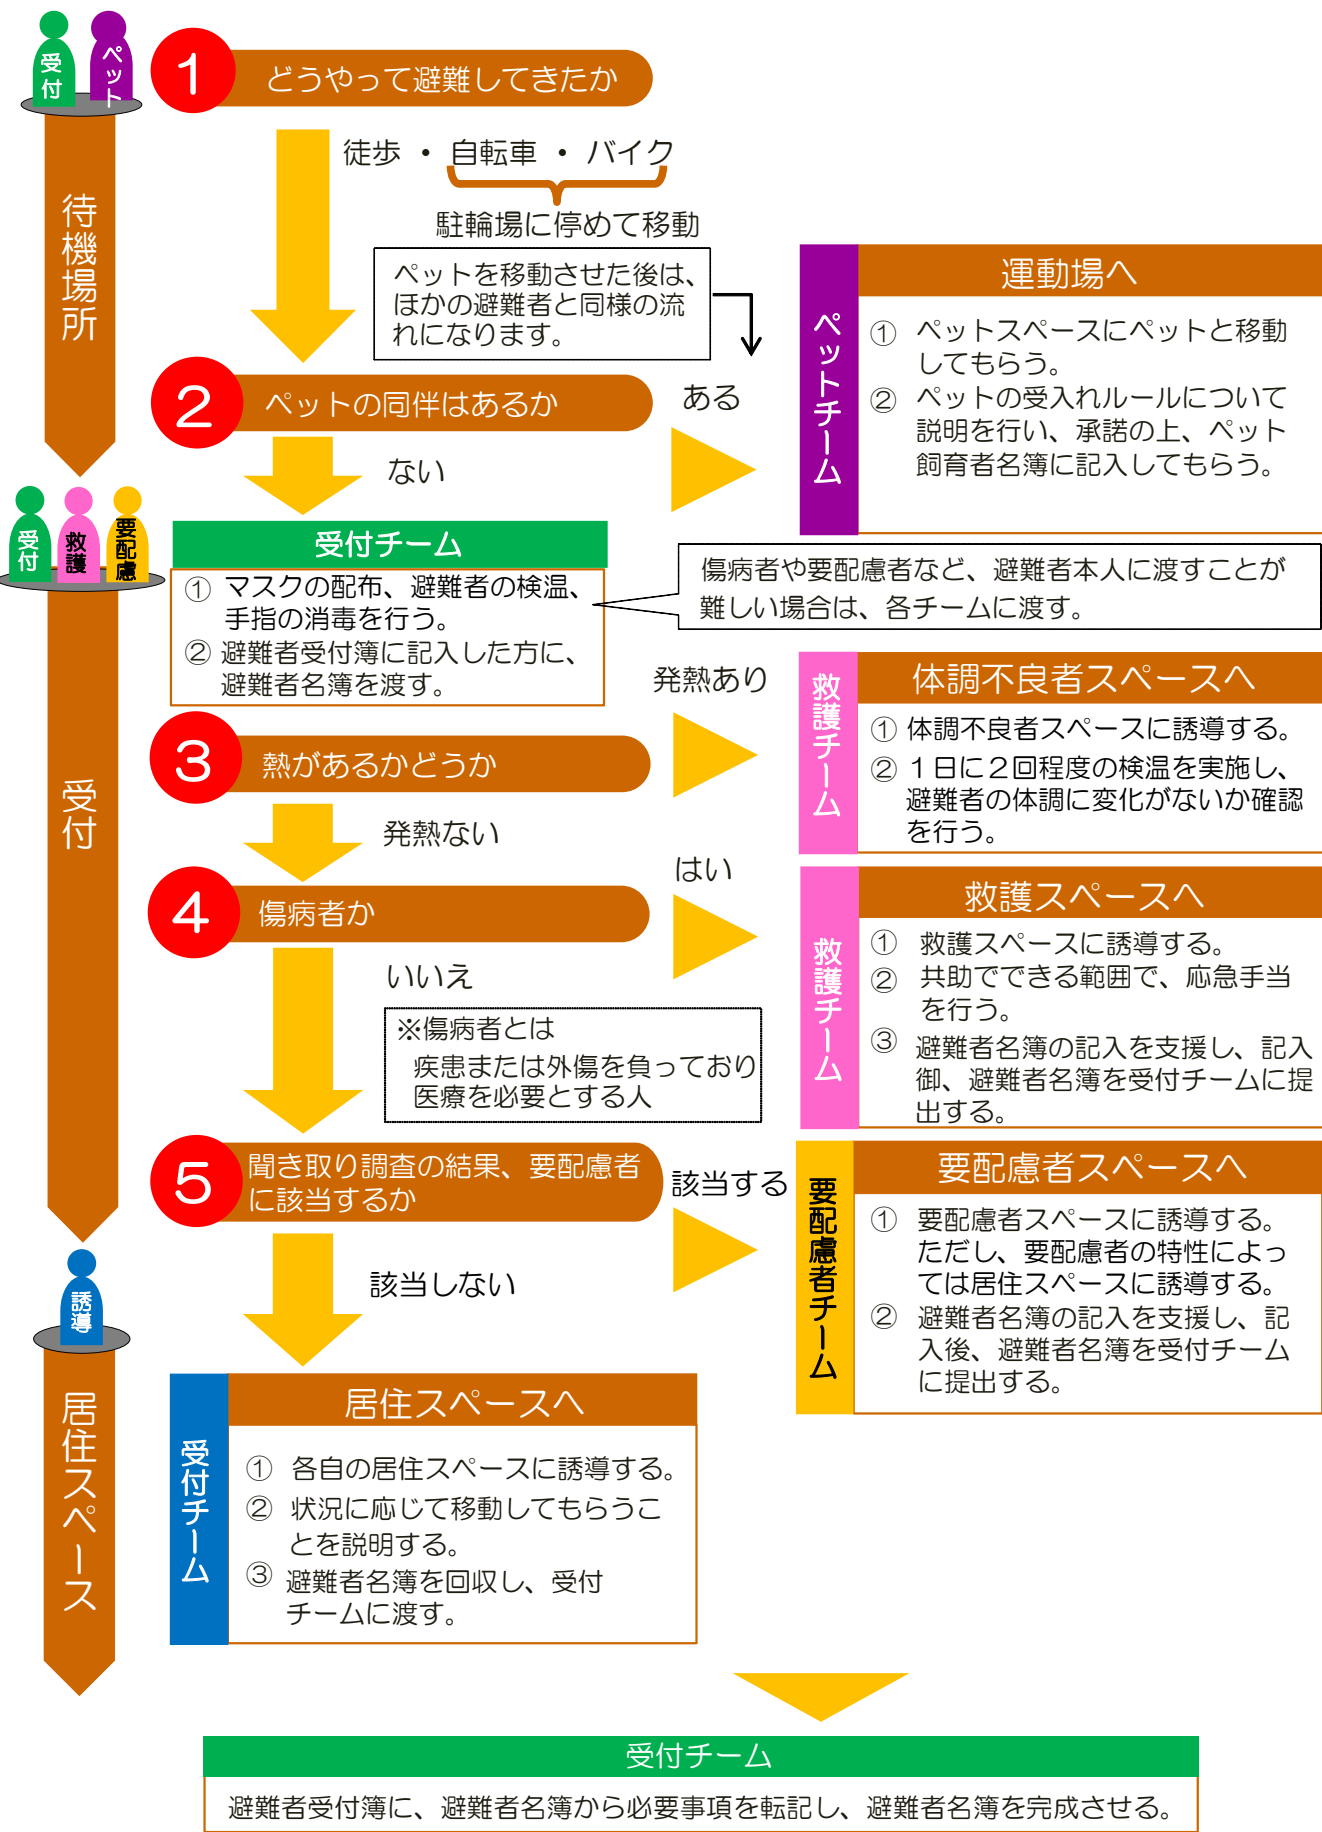 受付
ペット
1
どうやって避難してきたか
待機場所
徒歩 ・ 自転車 ・ バイク
駐輪場に停めて移動
ペットを移動させた後は、
ほかの避難者と同様の流
れになります。
2
ペットの同伴はあるか
ある
ない
ペットチーム
運動場へ
① ペットスペースにペットと移動
してもらう。
② ペットの受入れルールについて
説明を行い、承諾の上、ペット
飼育者名簿に記入してもらう。
受付
救護
要配慮
受付
受付チーム
① マスクの配布、避難者の検温、
手指の消毒を行う。
② 避難者受付簿に記入した方に、
避難者名簿を渡す。
傷病者や要配慮者など、避難者本人に渡すことが
難しい場合は、各チームに渡す。
3
熱があるかどうか
発熱あり
発熱ない
救護チーム
体調不良者スペースへ
① 体調不良者スペースに誘導する。
② 1日に2回程度の検温を実施し、
避難者の体調に変化がないか確認
を行う。
4
傷病者か
はい
いいえ
※傷病者とは
疾患または外傷を負っており
医療を必要とする人
救護チーム
救護スペースへ
① 救護スペースに誘導する。
② 共助でできる範囲で、応急手当
を行う。
③ 避難者名簿の記入を支援し、記入
御、避難者名簿を受付チームに提
出する。
5
聞き取り調査の結果、要配慮者
に該当するか
該当する
該当しない
要配慮者チーム
要配慮者スペースへ
① 要配慮者スペースに誘導する。
ただし、要配慮者の特性によっ
ては居住スペースに誘導する。
② 避難者名簿の記入を支援し、記
入後、避難者名簿を受付チーム
に提出する。
誘導
居住スペース
受付チーム
居住スペースへ
① 各自の居住スペースに誘導する。
② 状況に応じて移動してもらうこ
とを説明する。
③ 避難者名簿を回収し、受付
チームに渡す。
受付チーム
避難者受付簿に、避難者名簿から必要事項を転記し、避難者名簿を完成させる。